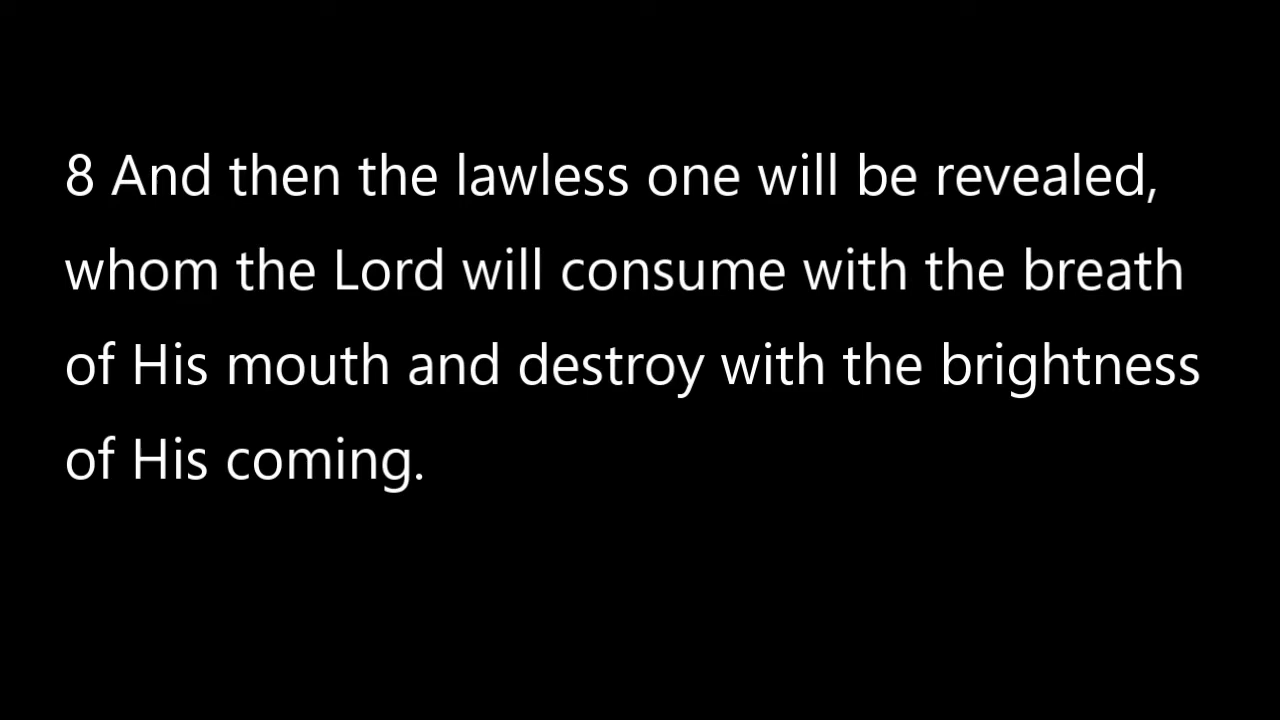 8 And then the lawless one will be revealed,
whom the Lord will consume with the breath
of His mouth and destroy with the brightness
of His coming.